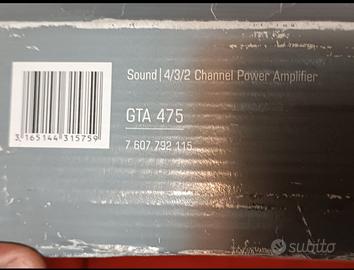 Sound | 4/3/2 Channel Power Amplifier
GTA 475
7 607 792 115
3 165144 315759
subito